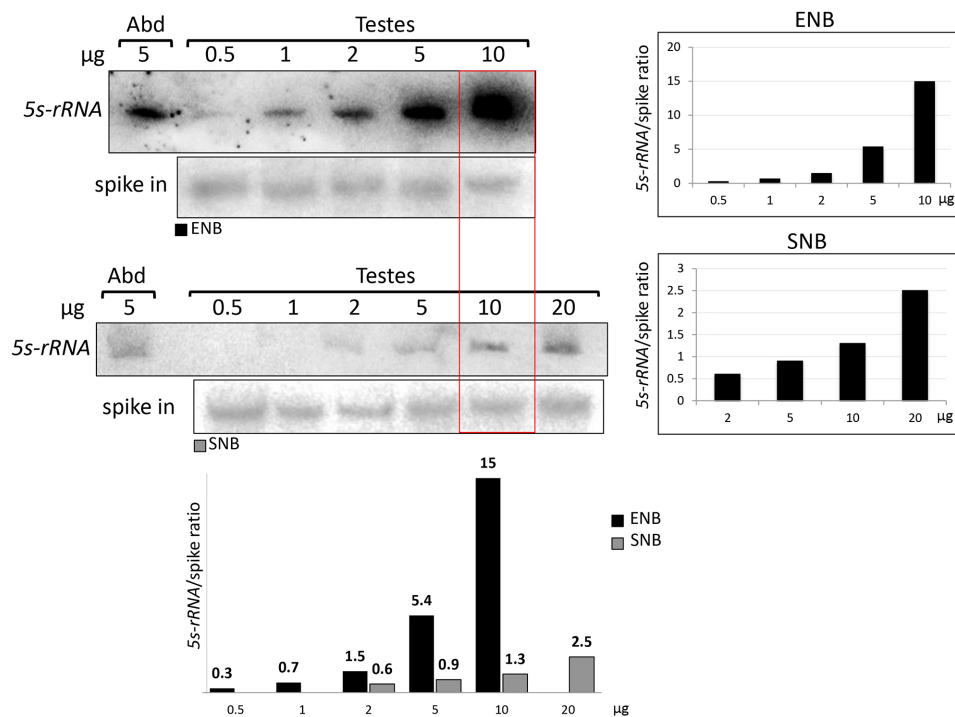 Abd Testes
µg 5 0.5 1 2 5 10
5s-rRNA
spike in
ENB
Abd Testes
µg 5 0.5 1 2 5 10 20
5s-rRNA
spike in
SNB
ENB
5s-rRNA/spike ratio
20
15
10
5
0
0.5 1 2 5 10 µg
SNB
5s-rRNA/spike ratio
3
2.5
2
1.5
1
0.5
0
2 5 10 20 µg
5s-rRNA/spike ratio
0.3 0.7 1.5 0.6 5.4 0.9 15 1.3 2.5
0.5 1 2 5 10 20 µg
ENB
SNB